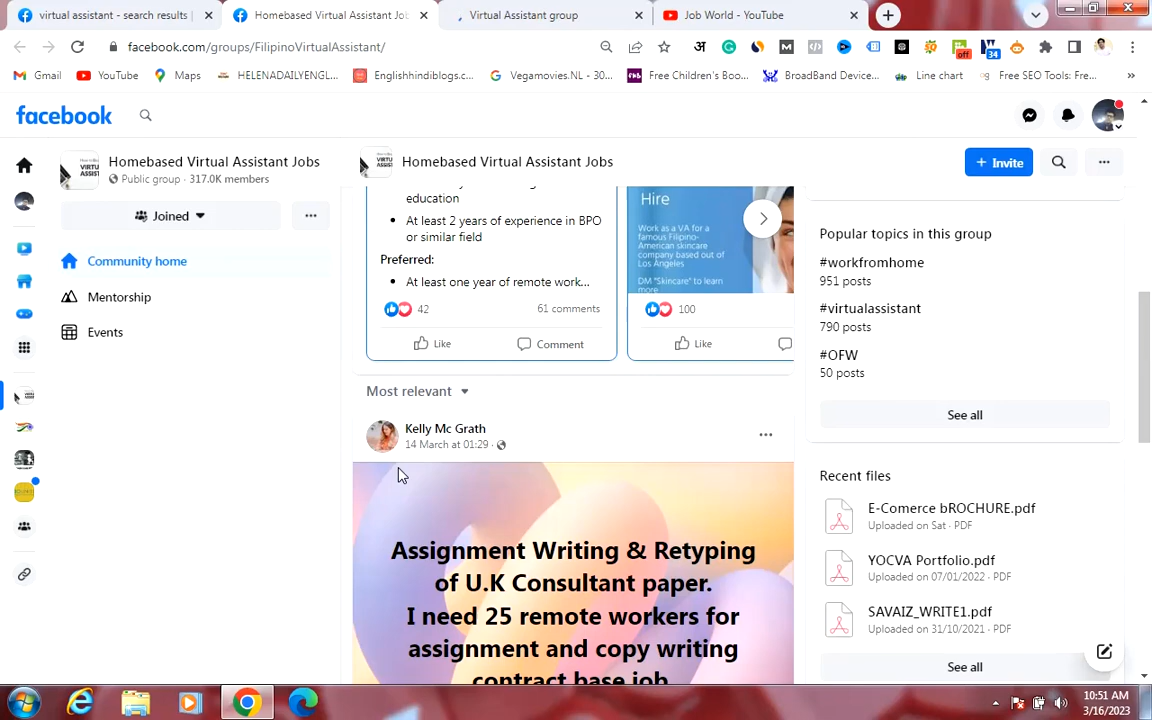 virtual assistant - search results
Homebased Virtual Assistant Job
Virtual Assistant group
Job World - YouTube
facebook.com/groups/FilipinoVirtualAssistant/
अ
off
34
Gmail
YouTube
Maps
HELENADAILYENGL...
Englishhindiblogs.c...
Vegamovies.NL - 30...
Free Children's Boo...
BroadBand Device...
Line chart
Free SEO Tools: Fre...
»
facebook
Homebased Virtual Assistant Jobs
Public group · 317.0K members
Joined
Community home
Mentorship
Events
Homebased Virtual Assistant Jobs
+ Invite
education
At least 2 years of experience in BPO
or similar field
Preferred:
At least one year of remote work...
42
61 comments
Like
Comment
Hire
Work as a VA for a
famous Filipino-
American skincare
company based out of
Los Angeles
DM "Skincare" to learn
more
100
Like
Most relevant
Kelly Mc Grath
14 March at 01:29 ·
Assignment Writing & Retyping
of U.K Consultant paper.
I need 25 remote workers for
assignment and copy writing
contract base job
Popular topics in this group
#workfromhome
951 posts
#virtualassistant
790 posts
#OFW
50 posts
See all
Recent files
E-Comerce bROCHURE.pdf
Uploaded on Sat · PDF
YOCVA Portfolio.pdf
Uploaded on 07/01/2022 · PDF
SAVAIZ_WRITE1.pdf
Uploaded on 31/10/2021 · PDF
See all
10:51 AM
3/16/2023